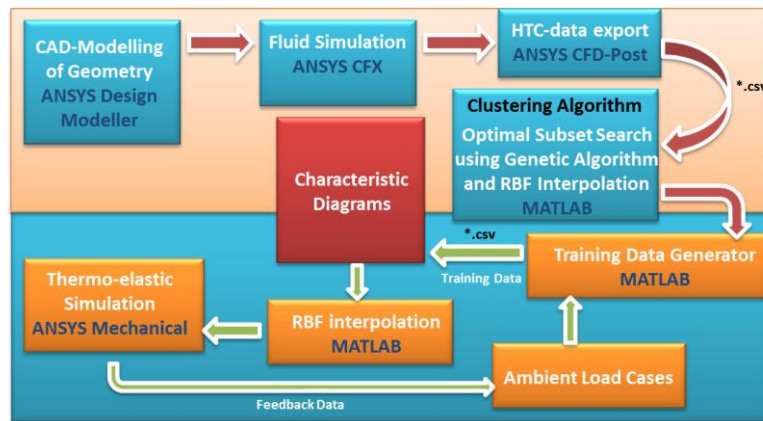 CAD-Modelling
of Geometry
ANSYS Design
Modeller
Fluid Simulation
ANSYS CFX
HTC-data export
ANSYS CFD-Post
*.csv
Clustering Algorithm
Optimal Subset Search
using Genetic Algorithm
and RBF Interpolation
MATLAB
Characteristic
Diagrams
*.csv
Training Data
Training Data Generator
MATLAB
Thermo-elastic
Simulation
ANSYS Mechanical
RBF interpolation
MATLAB
Ambient Load Cases
Feedback Data